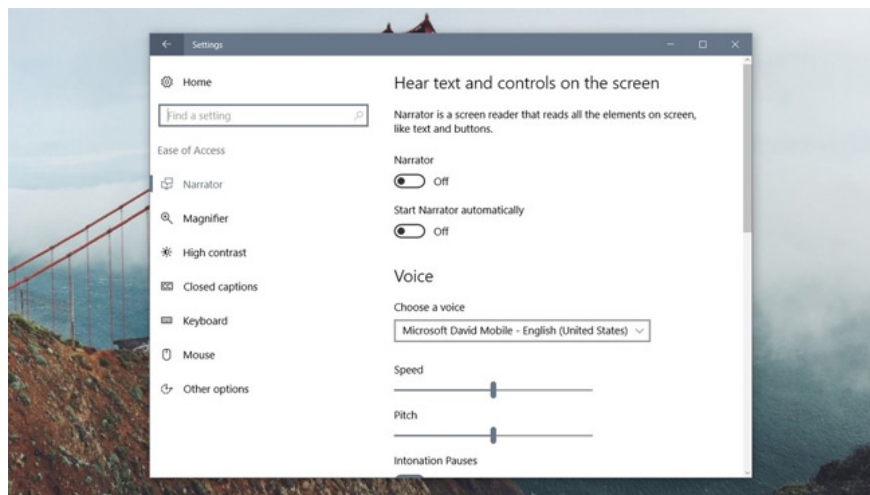 Settings
Home
Find a setting
Ease of Access
Narrator
Magnifier
High contrast
Closed captions
Keyboard
Mouse
Other options
Hear text and controls on the screen
Narrator is a screen reader that reads all the elements on screen,
like text and buttons.
Narrator
Off
Start Narrator automatically
Off
Voice
Choose a voice
Microsoft David Mobile - English (United States)
Speed
Pitch
Intonation Pauses